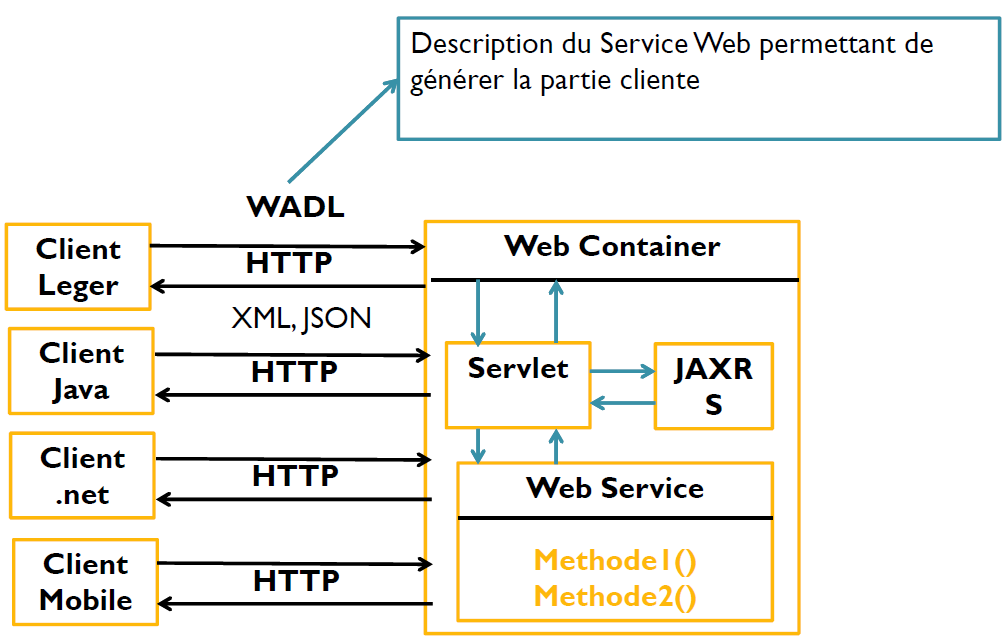 Description du Service Web permettant de
générer la partie cliente
WADL
Client
Leger
HTTP
Web Container
XML, JSON
Client
Java
HTTP
Servlet
JAXR
S
Client
.net
HTTP
Web Service
Client
Mobile
HTTP
Methode1()
Methode2()